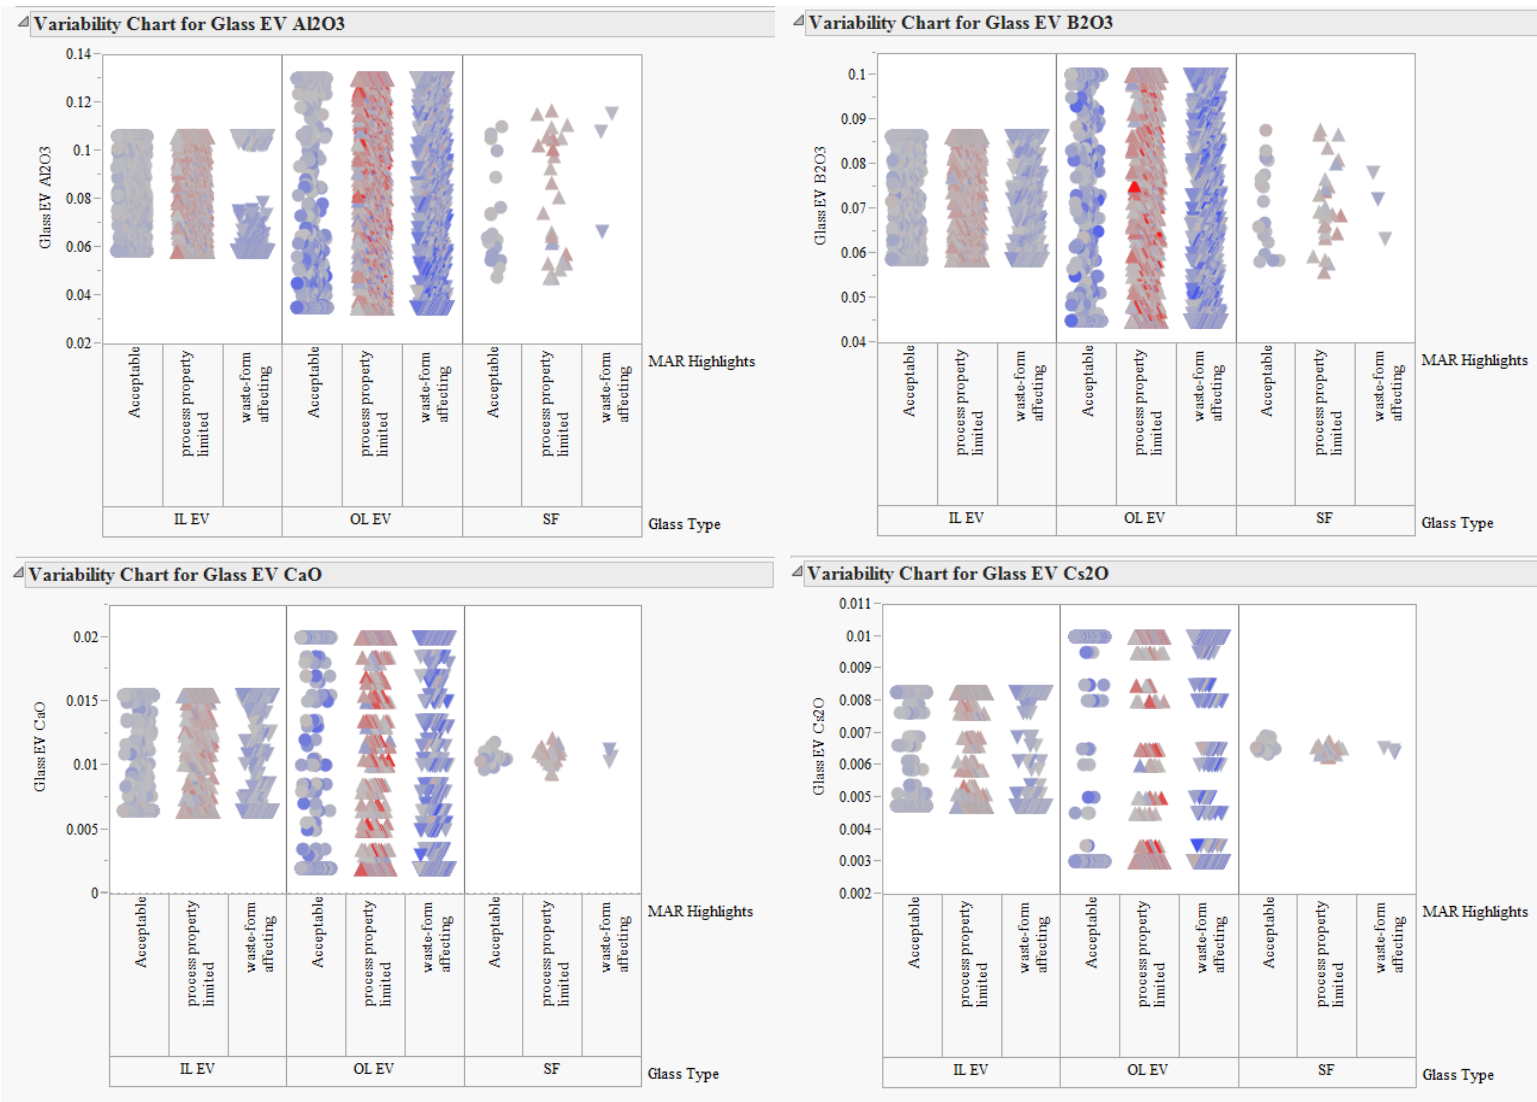 Variability Chart for Glass EV Al2O3
0.14
0.12
0.1
0.08
0.06
0.04
0.02
Glass EV Al2O3
Acceptable
process property
limited
waste-form
affecting
Acceptable
process property
limited
waste-form
affecting
Acceptable
process property
limited
waste-form
affecting
MAR Highlights
IL EV
OL EV
SF
Glass Type
Variability Chart for Glass EV B2O3
0.1
0.09
0.08
0.07
0.06
0.05
0.04
Glass EV B2O3
Acceptable
process property
limited
waste-form
affecting
Acceptable
process property
limited
waste-form
affecting
Acceptable
process property
limited
waste-form
affecting
MAR Highlights
IL EV
OL EV
SF
Glass Type
Variability Chart for Glass EV CaO
0.02
0.015
0.01
0.005
0
Glass EV CaO
Acceptable
process property
limited
waste-form
affecting
Acceptable
process property
limited
waste-form
affecting
Acceptable
process property
limited
waste-form
affecting
MAR Highlights
IL EV
OL EV
SF
Glass Type
Variability Chart for Glass EV Cs2O
0.011
0.01
0.009
0.008
0.007
0.006
0.005
0.004
0.003
0.002
Glass EV Cs2O
Acceptable
process property
limited
waste-form
affecting
Acceptable
process property
limited
waste-form
affecting
Acceptable
process property
limited
waste-form
affecting
MAR Highlights
IL EV
OL EV
SF
Glass Type